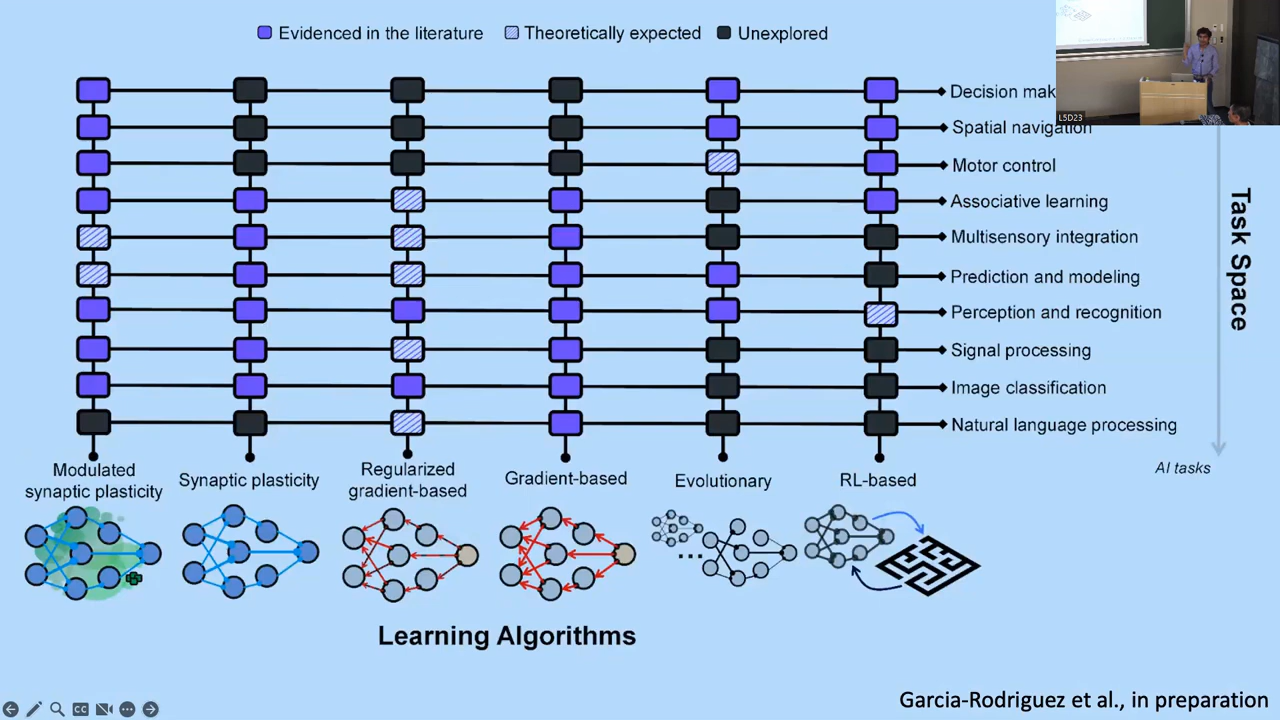 Evidenced in the literature
Theoretically expected
Unexplored
Decision mak
Spatial navigation
Motor control
Associative learning
Multisensory integration
Prediction and modeling
Perception and recognition
Signal processing
Image classification
Natural language processing
Task Space
AI tasks
L5D23
Modulated
synaptic plasticity
Synaptic plasticity
Regularized
gradient-based
Gradient-based
Evolutionary
RL-based
Learning Algorithms
Garcia-Rodriguez et al., in preparation
CC